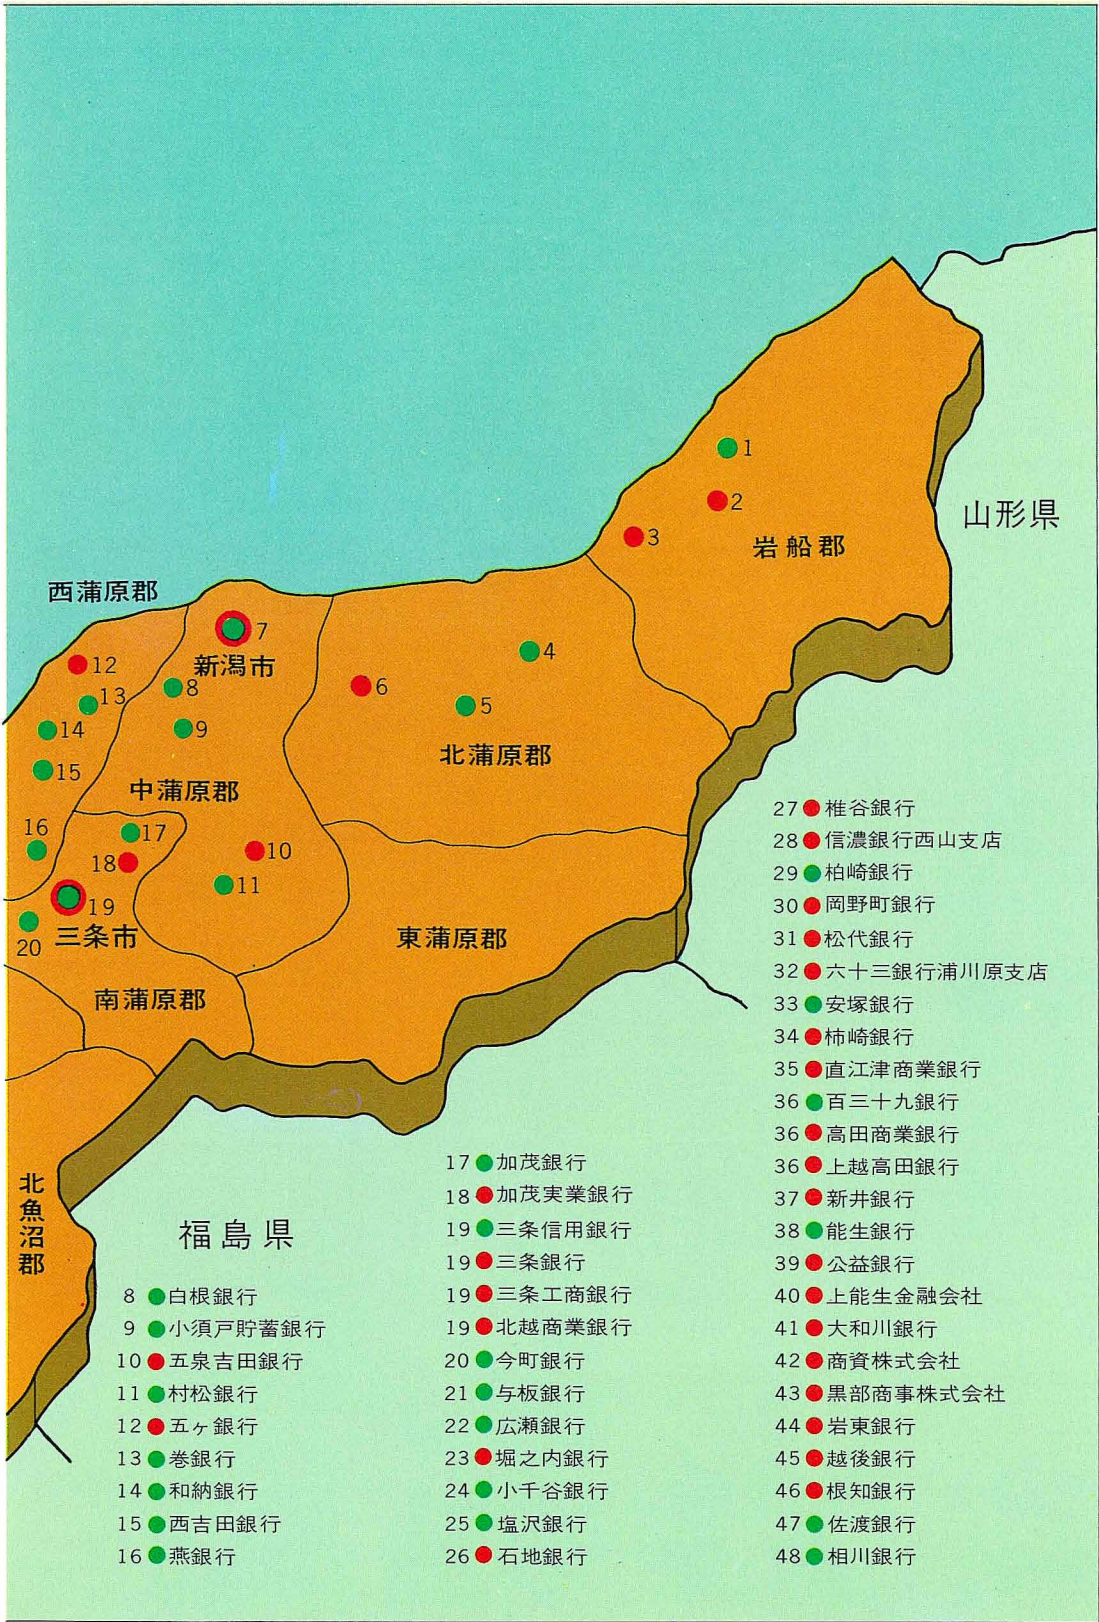 1
2
3
岩船郡
山形県
西蒲原郡
7
新潟市
4
12
6
8
13
5
14
9
北蒲原郡
15
中蒲原郡
16
17
10
18
11
19
三条市
20
東蒲原郡
南蒲原郡
北魚沼郡
福島県
8 白根銀行
9 小須戸貯蓄銀行
10 五泉吉田銀行
11 村松銀行
12 五ヶ銀行
13 巻銀行
14 和納銀行
15 西吉田銀行
16 燕銀行
17 加茂銀行
18 加茂実業銀行
19 三条信用銀行
19 三条銀行
19 三条工商銀行
19 北越商業銀行
20 今町銀行
21 与板銀行
22 広瀬銀行
23 堀之内銀行
24 小千谷銀行
25 塩沢銀行
26 石地銀行
27 椎谷銀行
28 信濃銀行西山支店
29 柏崎銀行
30 岡野町銀行
31 松代銀行
32 六十三銀行浦川原支店
33 安塚銀行
34 柿崎銀行
35 直江津商業銀行
36 百三十九銀行
36 高田商業銀行
36 上越高田銀行
37 新井銀行
38 能生銀行
39 公益銀行
40 上能生金融会社
41 大和川銀行
42 商資株式会社
43 黒部商事株式会社
44 岩東銀行
45 越後銀行
46 根知銀行
47 佐渡銀行
48 相川銀行